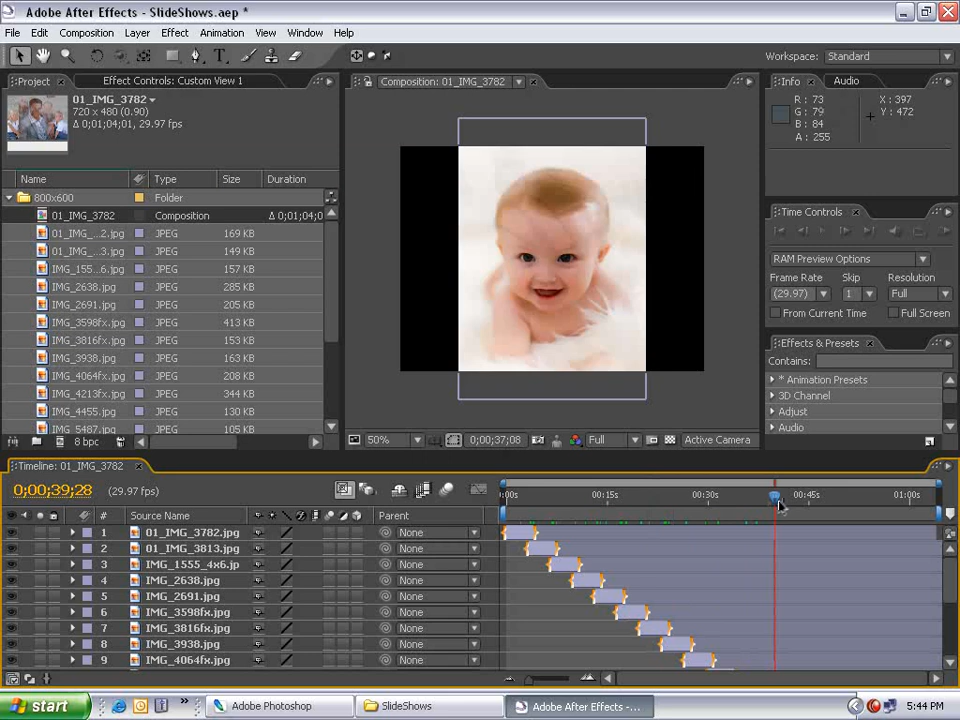 Adobe After Effects - SlideShows.aep *
File Edit Composition Layer Effect Animation View Window Help
Workspace: Standard
Project Effect Controls: Custom View 1
Composition: 01_IMG_3782
Info Audio
01_IMG_3782
720 x 480 (0.90)
Δ 0;01;04;01, 29.97 fps
R : 73
G : 79
B : 84
A : 255
X : 397
Y : 472
Name Type Size Duration
800x600 Folder
01_IMG_3782 Composition Δ 0;01;04;0
01_IMG_...2.jpg JPEG 169 KB
01_IMG_...3.jpg JPEG 149 KB
IMG_155...6.jpg JPEG 157 KB
IMG_2638.jpg JPEG 285 KB
IMG_2691.jpg JPEG 205 KB
IMG_3598fx.jpg JPEG 413 KB
IMG_3816fx.jpg JPEG 153 KB
IMG_3938.jpg JPEG 163 KB
IMG_4064fx.jpg JPEG 208 KB
IMG_4213fx.jpg JPEG 344 KB
IMG_4455.jpg JPEG 130 KB
IMG_5487.jpg JPEG 105 KB
8 bpc
50% 0;00;37;08 Full Active Camera
Time Controls
RAM Preview Options
Frame Rate Skip Resolution
(29.97) 1 Full
From Current Time Full Screen
Effects & Presets
Contains:
* Animation Presets
3D Channel
Adjust
Audio
Timeline: 01_IMG_3782
0;00;39;28 (29.97 fps)
:00s 00:15s 00:30s 00:45s 01:00s
# Source Name Parent
1 01_IMG_3782.jpg None
2 01_IMG_3813.jpg None
3 IMG_1555_4x6.jp None
4 IMG_2638.jpg None
5 IMG_2691.jpg None
6 IMG_3598fx.jpg None
7 IMG_3816fx.jpg None
8 IMG_3938.jpg None
9 IMG_4064fx.jpg None
start Adobe Photoshop SlideShows Adobe After Effects -... 5:44 PM